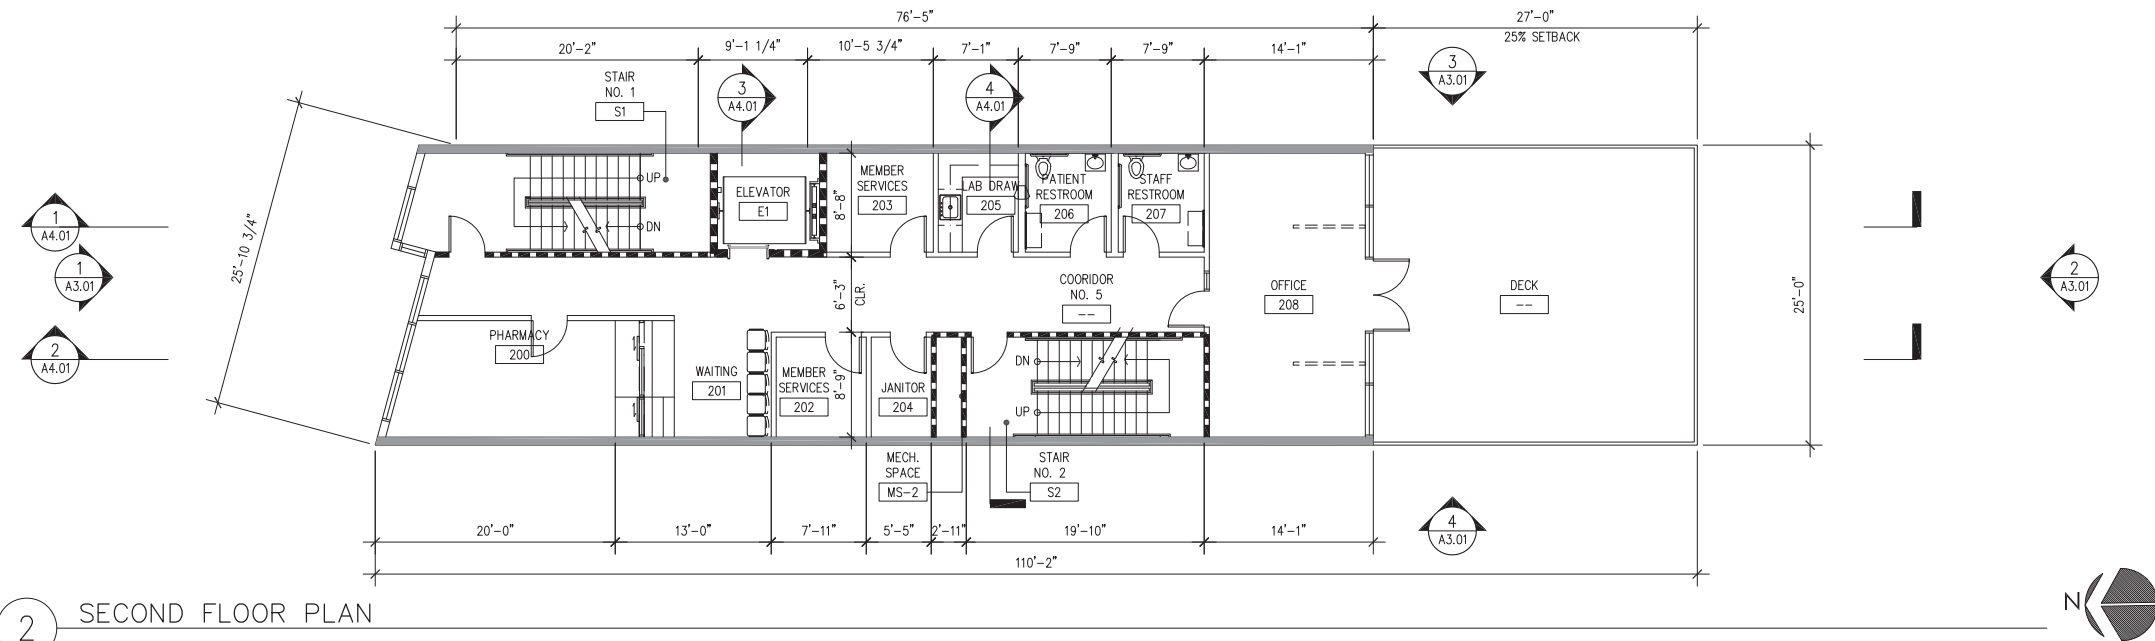 76'-5"
27'-0"
25% SETBACK
20'-2"
9'-1 1/4"
10'-5 3/4"
7'-1"
7'-9"
7'-9"
14'-1"
STAIR
NO. 1
S1
3
A4.01
4
A4.01
3
A3.01
25'-10 3/4"
1
A4.01
1
A3.01
2
A4.01
UP
DN
ELEVATOR
E1
8'-8"
MEMBER
SERVICES
203
LAB DRAW
205
PATIENT
RESTROOM
206
STAFF
RESTROOM
207
6'-3"
CLR.
COORIDOR
NO. 5
--
OFFICE
208
DECK
--
25'-0"
2
A3.01
PHARMACY
200
WAITING
201
MEMBER
SERVICES
202
8'-9"
JANITOR
204
DN
UP
MECH.
SPACE
MS-2
STAIR
NO. 2
S2
20'-0"
13'-0"
7'-11"
5'-5"
2'-11"
19'-10"
14'-1"
4
A3.01
110'-2"
2
SECOND FLOOR PLAN
N